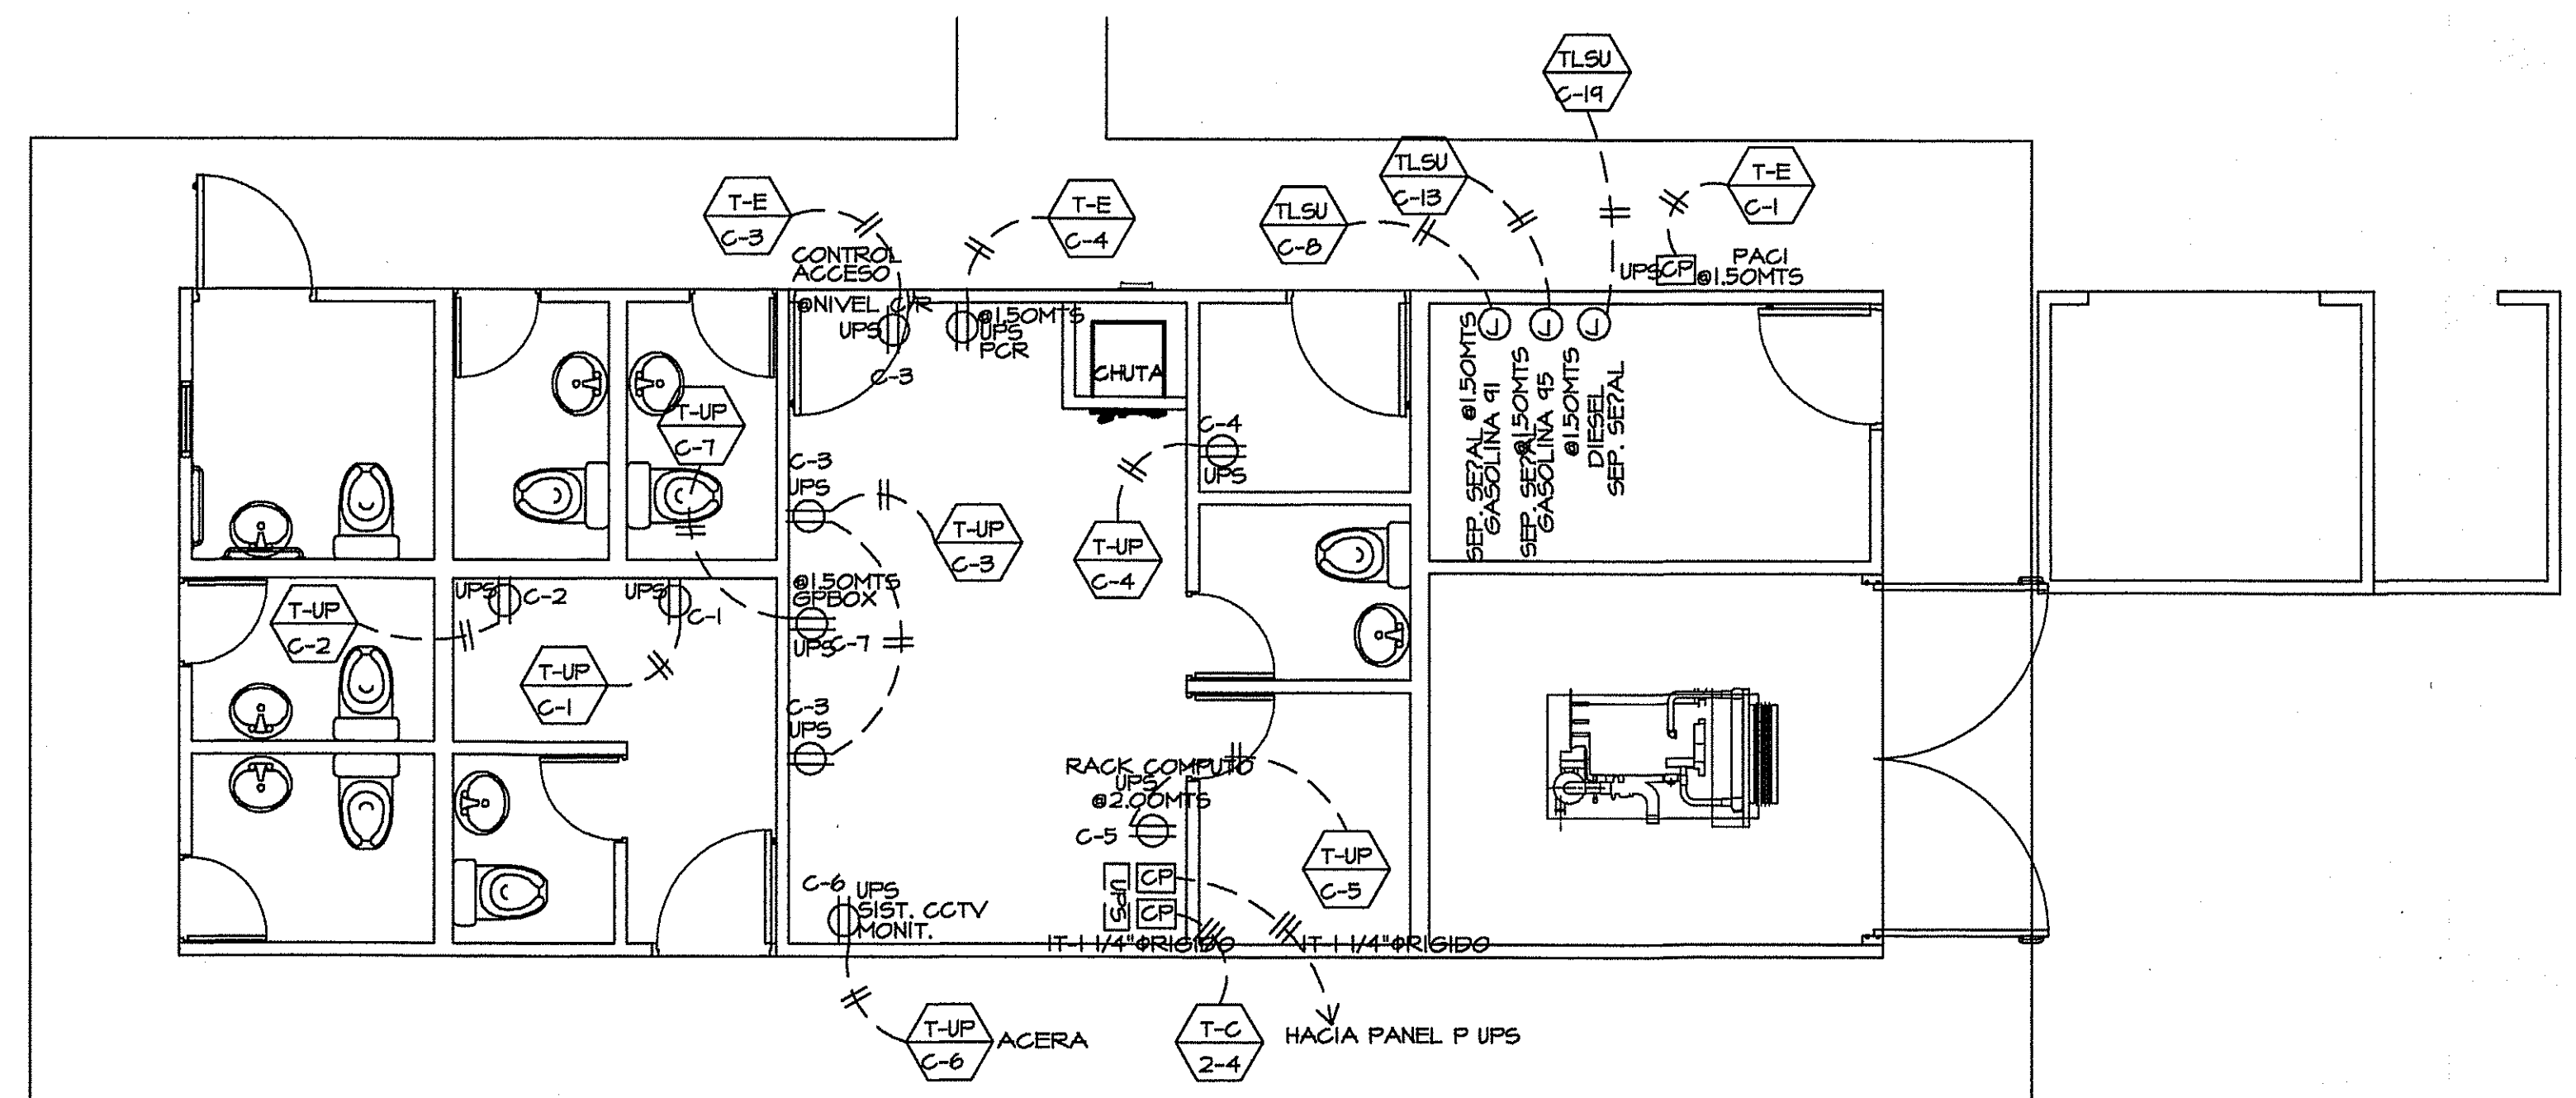 TLSU
C-19
TLSU
C-13
T-E
C-1
T-E
C-3
T-E
C-4
TLSU
C-8
CONTROL
ACCESO
PACI
UPS CP @1.50MTS
@NIVEL C/R
UPS
C-3
@1.50MTS
UPS
PCR
CHUTA
SEP. SE?AL @1.50MTS
GASOLINA 91
SEP. SE?AL @1.50MTS
GASOLINA 95
@1.50MTS
DIESEL
SEP. SE?AL
T-UP
C-7
C-4
UPS
C-3
UPS
T-UP
C-3
T-UP
C-4
UPS
C-2
UPS
C-1
@1.50MTS
GPBOX
UPS C-7
T-UP
C-2
T-UP
C-1
C-3
UPS
RACK COMPUTO
UPS
@2.00MTS
C-5
T-UP
C-5
C-6
UPS
SIST. CCTV
MONIT.
UPS
CP
CP
IT-1 1/4"ØRIGIDO
IT-1 1/4"ØRIGIDO
T-UP
C-6
ACERA
T-C
2-4
HACIA PANEL P UPS